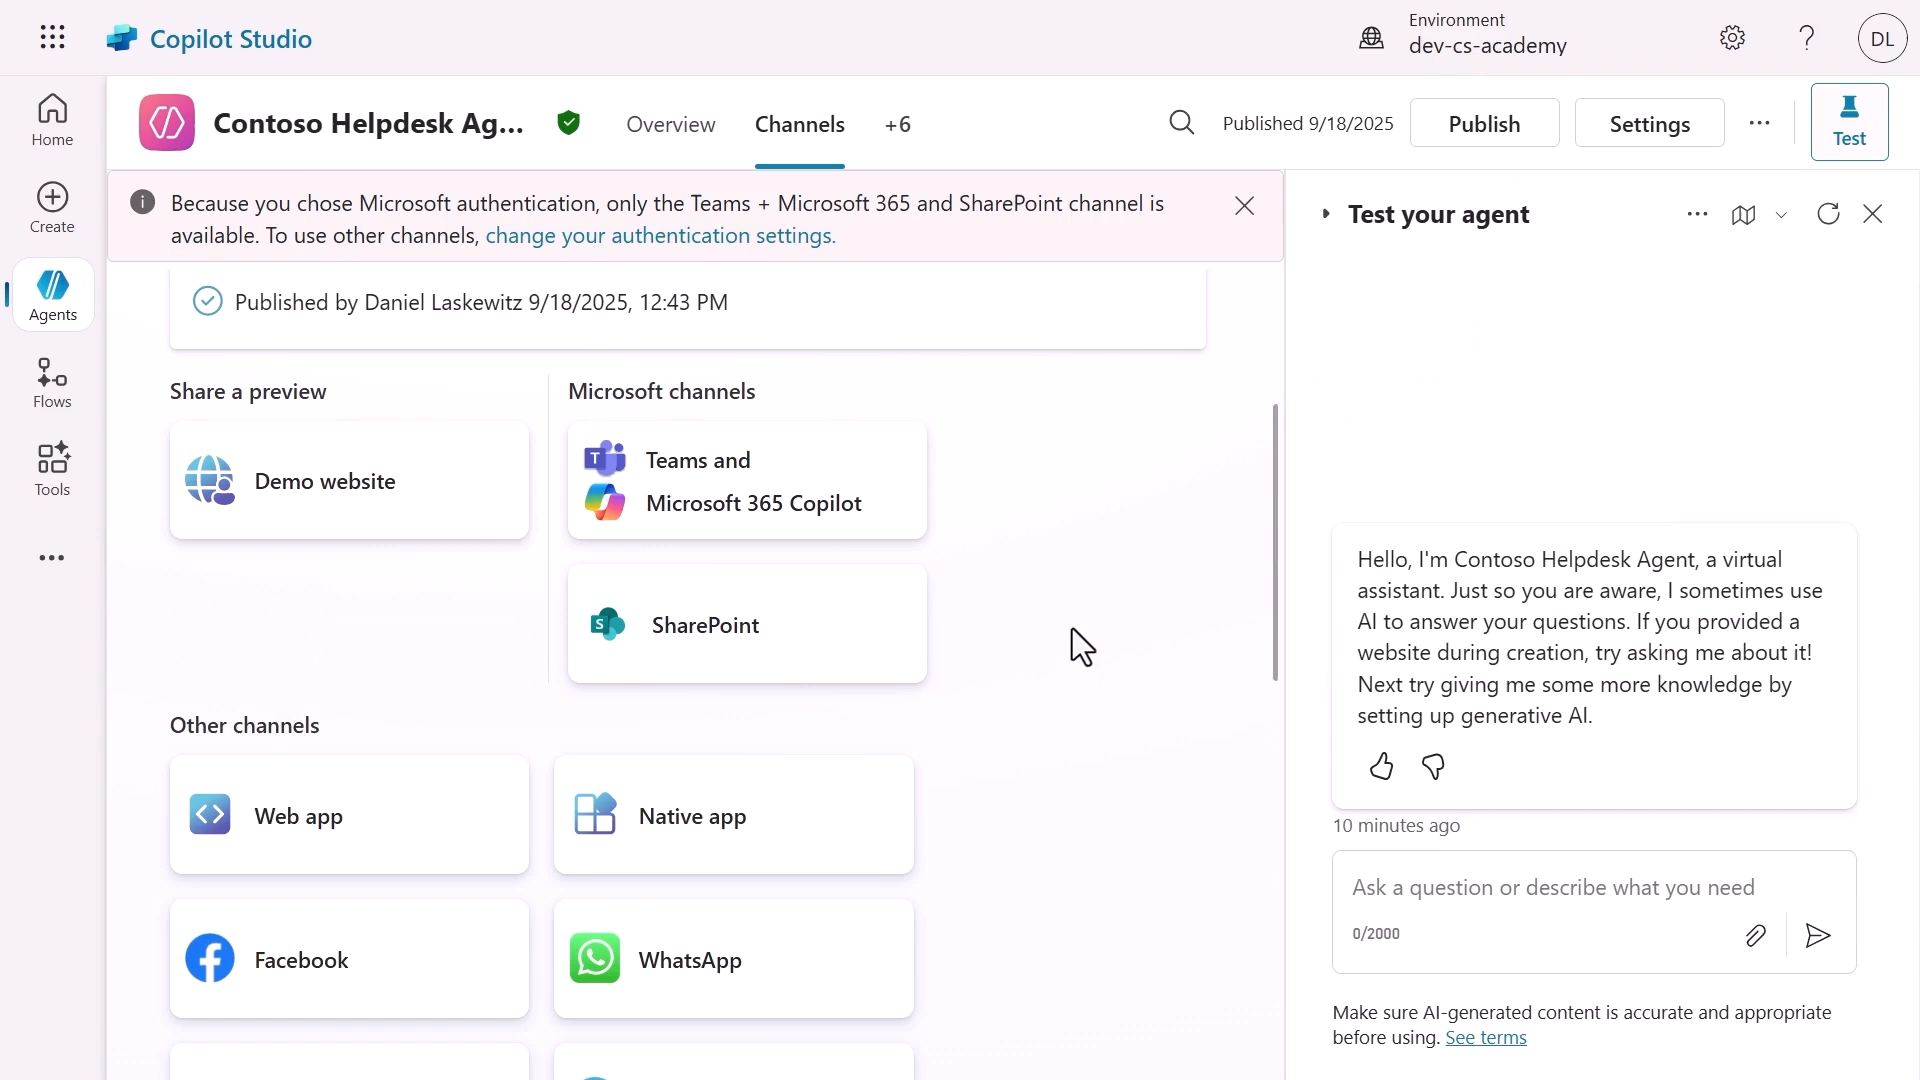 Copilot Studio
Environment
dev-cs-academy
DL
Home
Create
Agents
Flows
Tools
Contoso Helpdesk Ag...
Overview
Channels
+6
Published 9/18/2025
Publish
Settings
Test
Because you chose Microsoft authentication, only the Teams + Microsoft 365 and SharePoint channel is
available. To use other channels, change your authentication settings.
Published by Daniel Laskewitz 9/18/2025, 12:43 PM
Share a preview
Demo website
Microsoft channels
Teams and
Microsoft 365 Copilot
SharePoint
Other channels
Web app
Native app
Facebook
WhatsApp
Test your agent
Hello, I'm Contoso Helpdesk Agent, a virtual
assistant. Just so you are aware, I sometimes use
AI to answer your questions. If you provided a
website during creation, try asking me about it!
Next try giving me some more knowledge by
setting up generative AI.
10 minutes ago
Ask a question or describe what you need
0/2000
Make sure AI-generated content is accurate and appropriate
before using. See terms